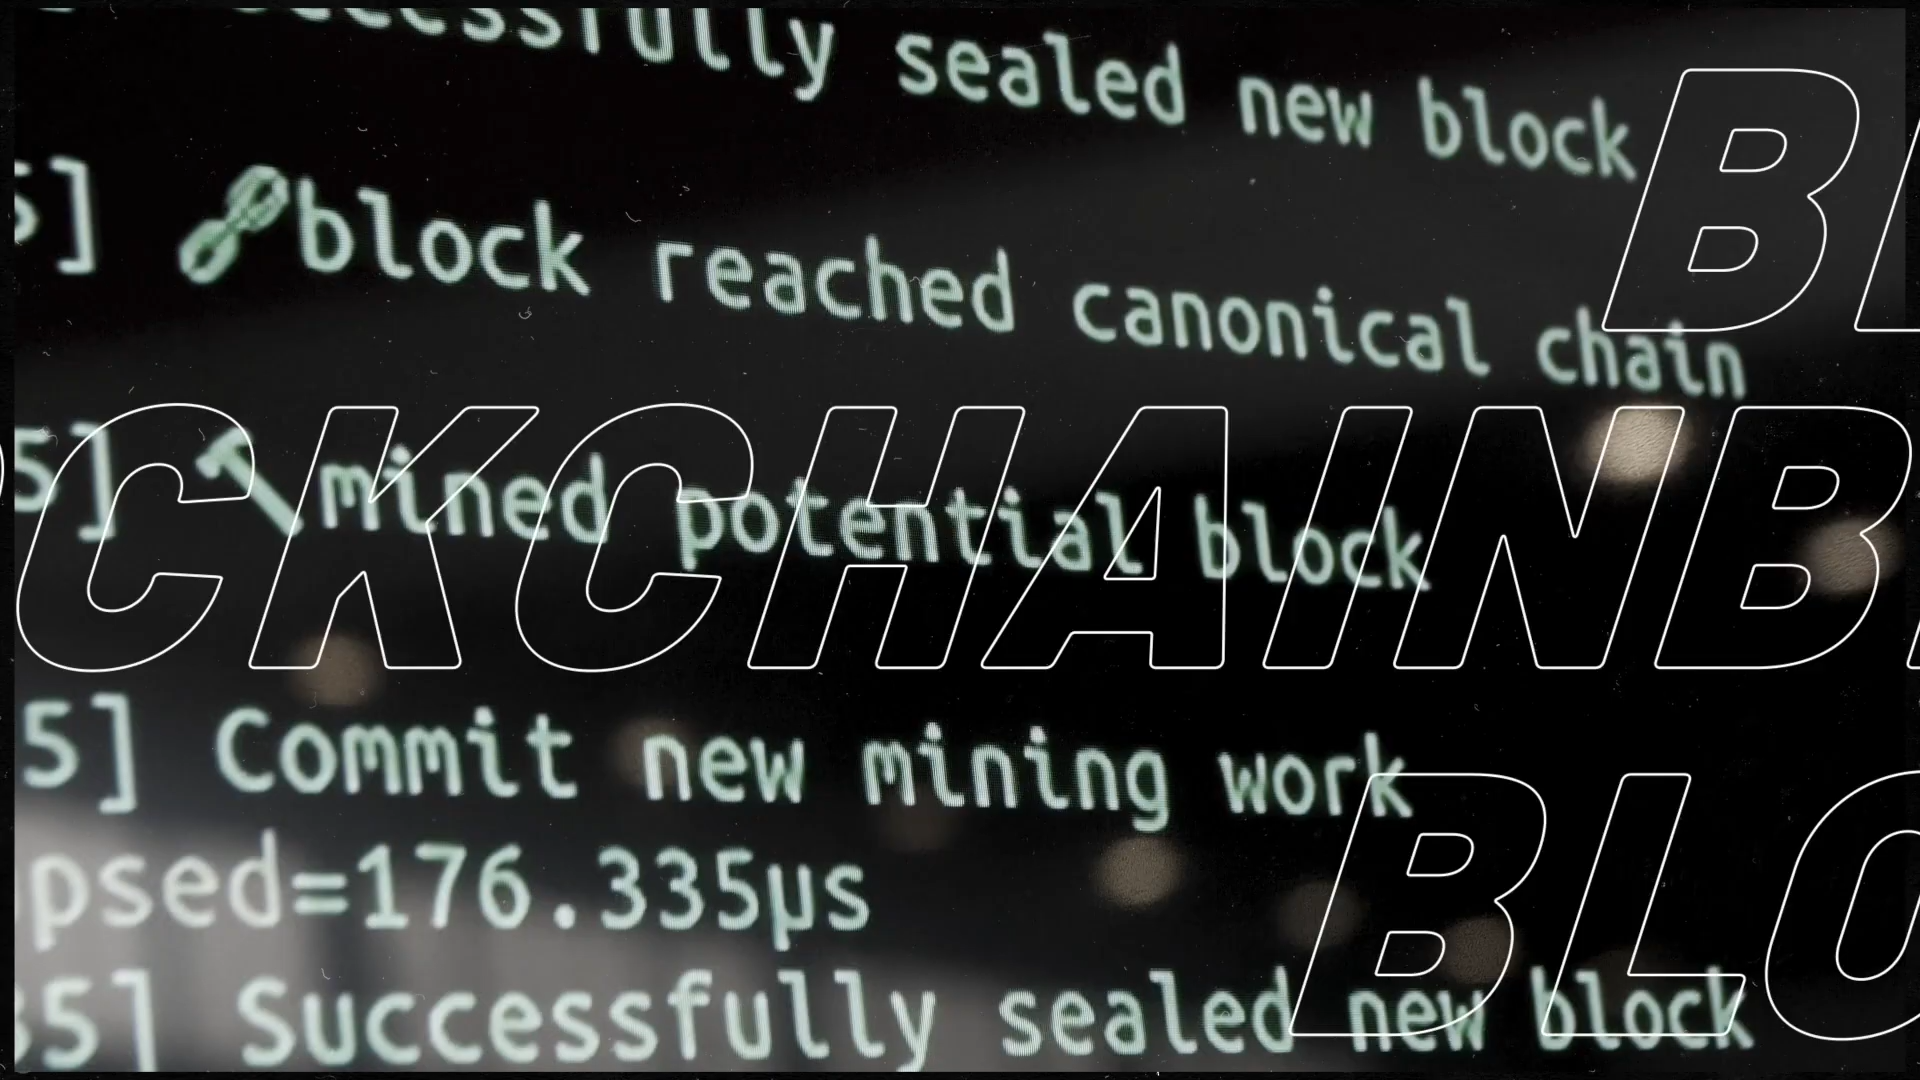 successfully sealed new block
5] 🔗block reached canonical chain
5] 🔨mined potential block
5] Commit new mining work
psed=176.335µs
35] Successfully sealed new block
BL
CKCHAINB
BLO